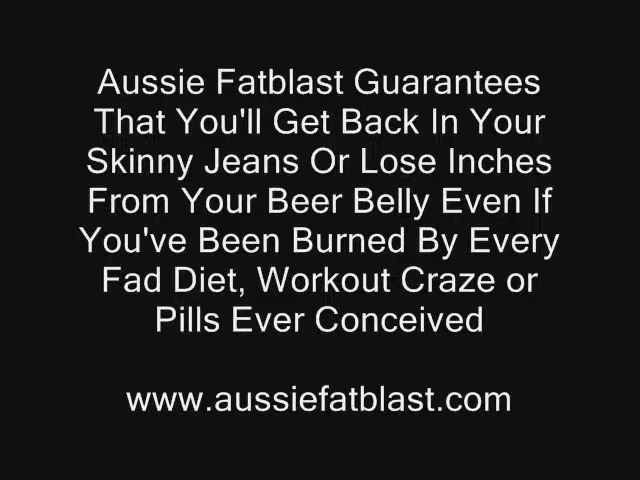 Aussie Fatblast Guarantees
That You'll Get Back In Your
Skinny Jeans Or Lose Inches
From Your Beer Belly Even If
You've Been Burned By Every
Fad Diet, Workout Craze or
Pills Ever Conceived
www.aussiefatblast.com